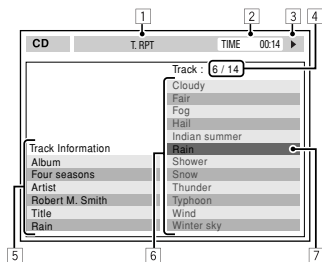 1 2 3 4
CD T. RPT TIME 00:14
Track : 6 / 14
Cloudy
Fair
Fog
Hail
Indian summer
Rain
Shower
Snow
Thunder
Typhoon
Wind
Winter sky
Track Information
Album
Four seasons
Artist
Robert M. Smith
Title
Rain
5 6 7